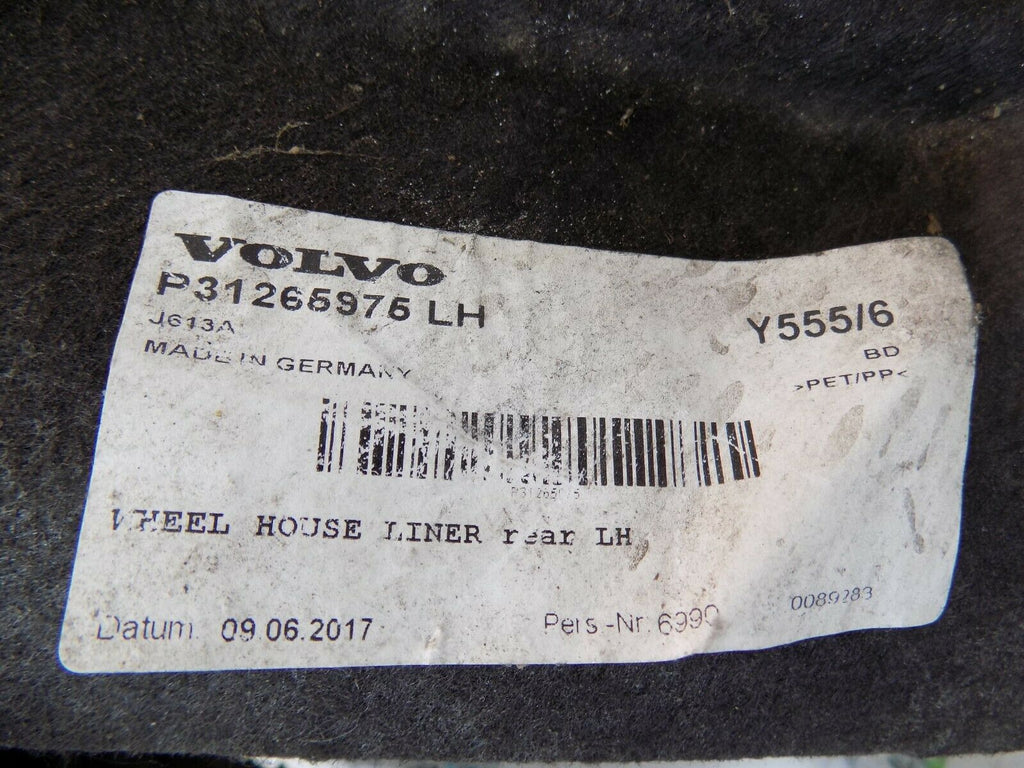 VOLVO
P31265975 LH
J613A
MADE IN GERMANY
Y555/6
BD
>PET/PP<
WHEEL HOUSE LINER rear LH
Datum: 09.06.2017
Pers.-Nr. 6990
0089283